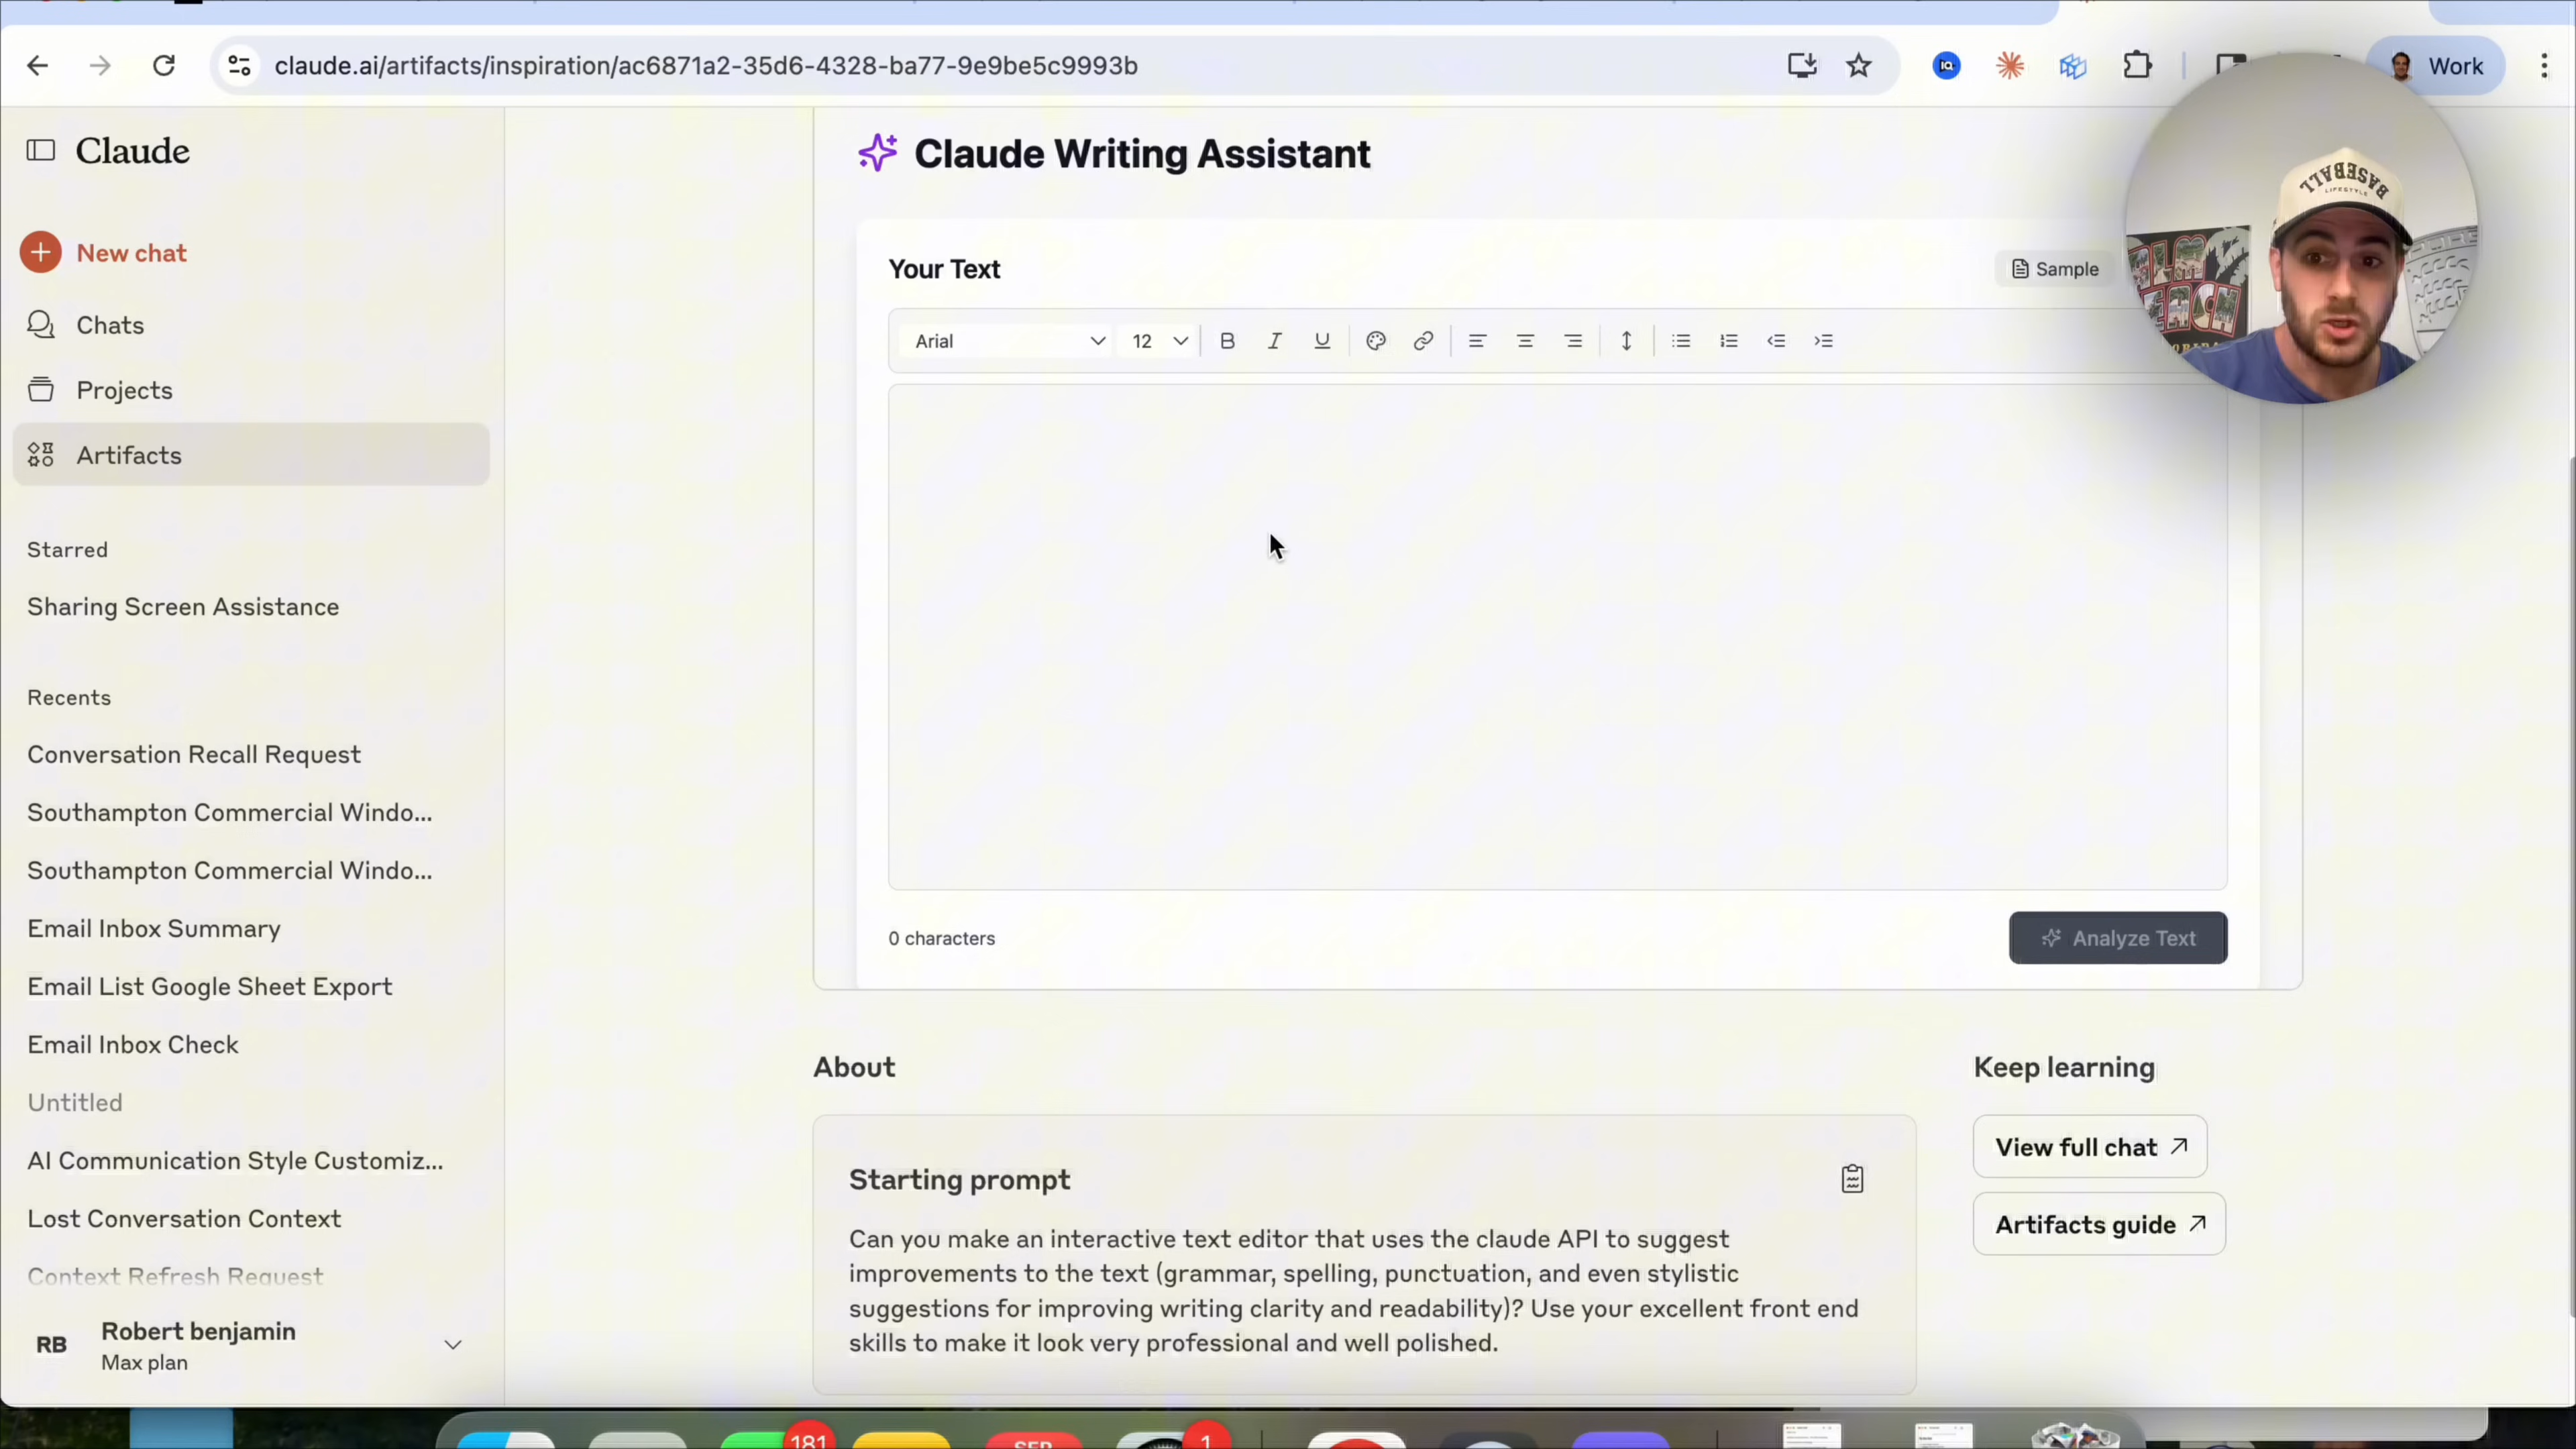 claude.ai/artifacts/inspiration/ac6871a2-35d6-4328-ba77-9e9be5c9993b
Work
Claude
New chat
Chats
Projects
Artifacts
Starred
Sharing Screen Assistance
Recents
Conversation Recall Request
Southampton Commercial Windo...
Southampton Commercial Windo...
Email Inbox Summary
Email List Google Sheet Export
Email Inbox Check
Untitled
AI Communication Style Customiz...
Lost Conversation Context
Context Refresh Request
RB
Robert benjamin
Max plan
Claude Writing Assistant
Your Text
Sample
Arial
12
B I U
0 characters
Analyze Text
About
Starting prompt
Can you make an interactive text editor that uses the claude API to suggest
improvements to the text (grammar, spelling, punctuation, and even stylistic
suggestions for improving writing clarity and readability)? Use your excellent front end
skills to make it look very professional and well polished.
Keep learning
View full chat
Artifacts guide
BASEBALL
LIFESTYLE
181
SEP
1